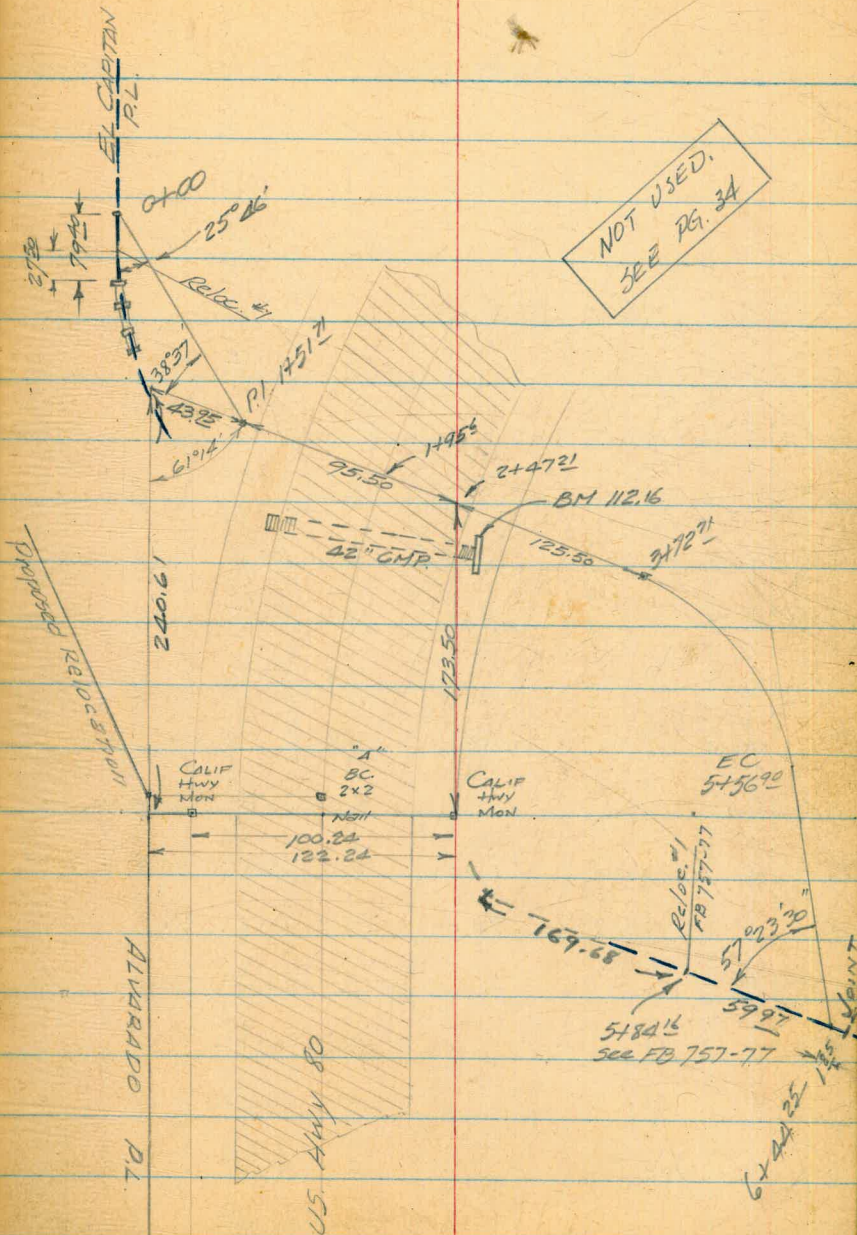 EL CAPITAN
P.L.
0+00
25°46'
27.20
79.40
Reloc. #1
NOT USED.
SEE PG. 34
38°37'
43.95
P.I. 1+51.71
61°14'
95.50
1+95.6
2+47.21
BM 112.16
42" CMP.
125.50
3+72.71
240.61
173.50
Proposed relocation
CALIF
HWY
MON
"A"
BC
2x2
Nail
CALIF
HWY
MON
100.24
122.24
EC
5+56.90
Reloc. #1
FB 757-77
57°23'30"
169.68
59.97
5+84.16
see FB 757-77
JOINT
6+44.25
ALVARADO P.L.
US. HWY 80